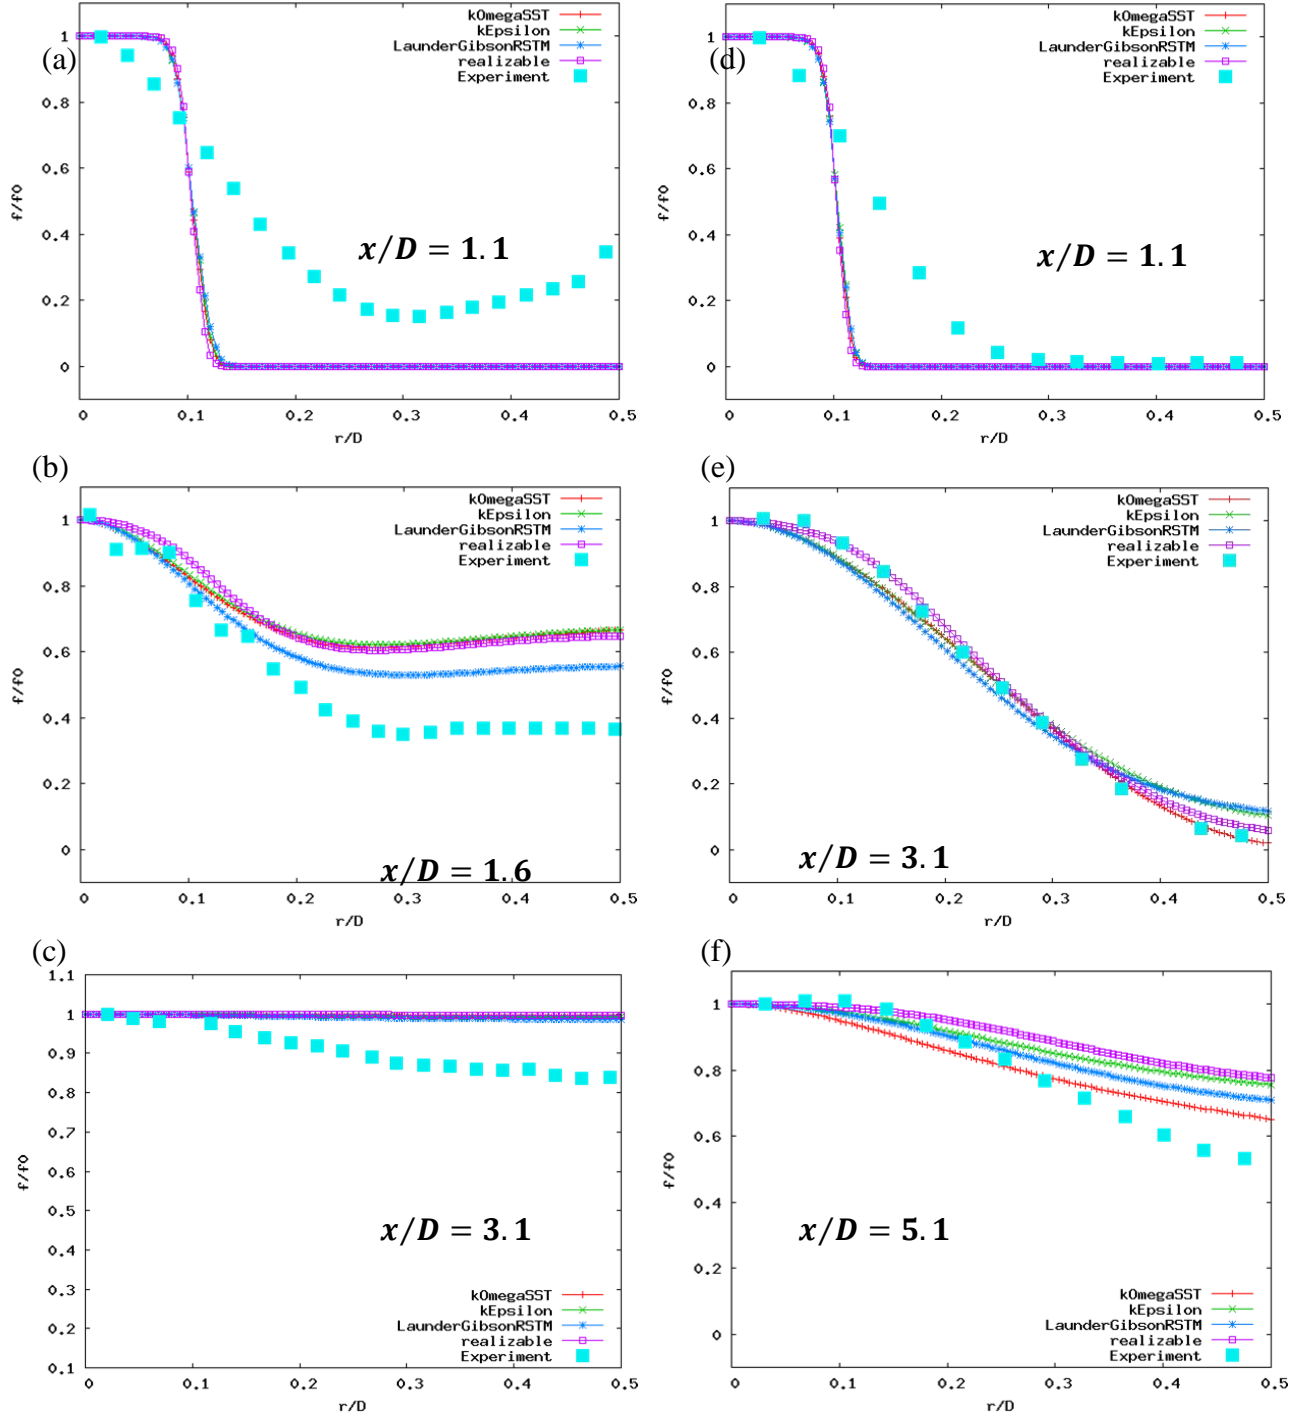 (a)
kOmegaSST
kEpsilon
LaunderGibsonRSTM
realizable
Experiment
1
0.8
0.6
0.4
0.2
0
f/f0
x/D = 1.1
0 0.1 0.2 0.3 0.4 0.5
r/D
(d)
kOmegaSST
kEpsilon
LaunderGibsonRSTM
realizable
Experiment
1
0.8
0.6
0.4
0.2
0
f/f0
x/D = 1.1
0 0.1 0.2 0.3 0.4 0.5
r/D
(b)
kOmegaSST
kEpsilon
LaunderGibsonRSTM
realizable
Experiment
1
0.8
0.6
0.4
0.2
0
f/f0
x/D = 1.6
0 0.1 0.2 0.3 0.4 0.5
r/D
(e)
kOmegaSST
kEpsilon
LaunderGibsonRSTM
realizable
Experiment
1
0.8
0.6
0.4
0.2
0
f/f0
x/D = 3.1
0 0.1 0.2 0.3 0.4 0.5
r/D
(c)
1.1
1
0.9
0.8
0.7
0.6
0.5
0.4
0.3
0.2
0.1
f/f0
x/D = 3.1
kOmegaSST
kEpsilon
LaunderGibsonRSTM
realizable
Experiment
0 0.1 0.2 0.3 0.4 0.5
r/D
(f)
1
0.8
0.6
0.4
0.2
0
f/f0
x/D = 5.1
kOmegaSST
kEpsilon
LaunderGibsonRSTM
realizable
Experiment
0 0.1 0.2 0.3 0.4 0.5
r/D